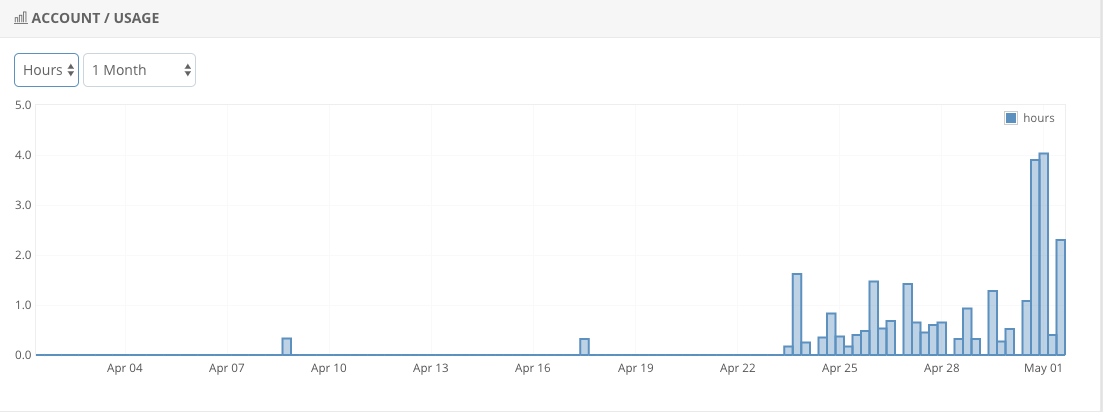 ACCOUNT / USAGE
Hours 1 Month
5.0
hours
4.0
3.0
2.0
1.0
0.0
Apr 04 Apr 07 Apr 10 Apr 13 Apr 16 Apr 19 Apr 22 Apr 25 Apr 28 May 01